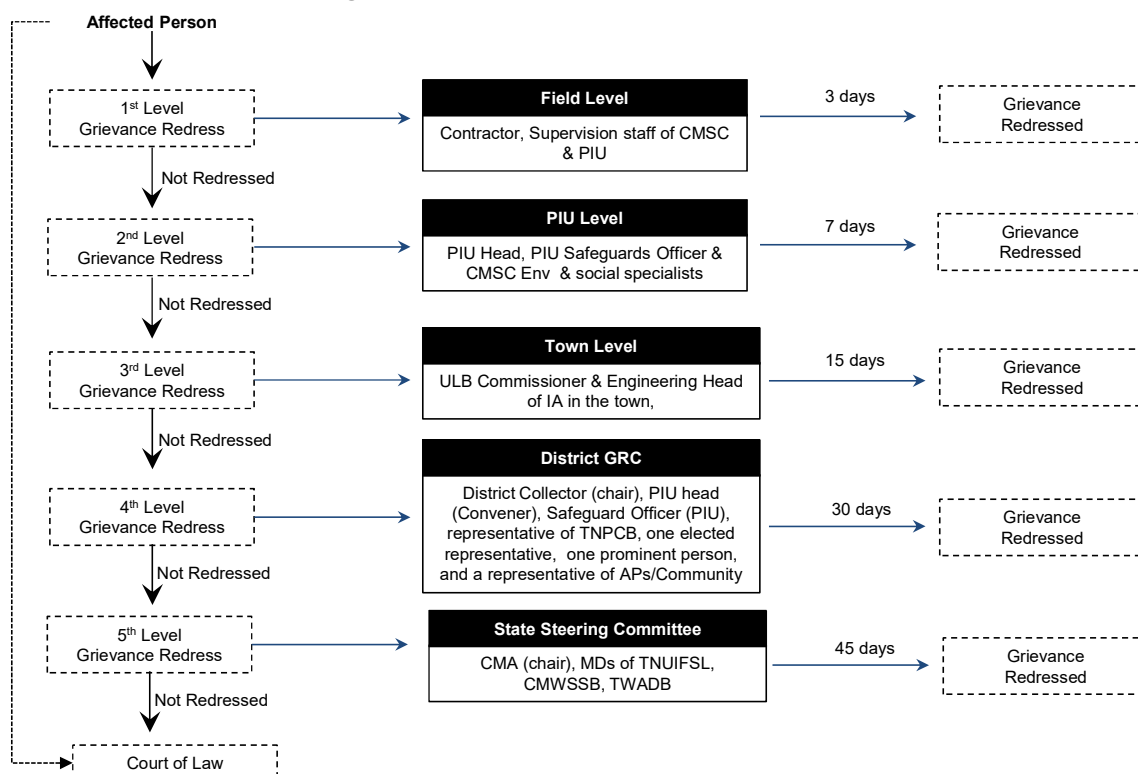 Affected Person
1st Level
Grievance Redress
Field Level
Contractor, Supervision staff of CMSC
& PIU
3 days
Grievance
Redressed
Not Redressed
2nd Level
Grievance Redress
PIU Level
PIU Head, PIU Safeguards Officer &
CMSC Env & social specialists
7 days
Grievance
Redressed
Not Redressed
3rd Level
Grievance Redress
Town Level
ULB Commissioner & Engineering Head
of IA in the town,
15 days
Grievance
Redressed
Not Redressed
4th Level
Grievance Redress
District GRC
District Collector (chair), PIU head
(Convener), Safeguard Officer (PIU),
representative of TNPCB, one elected
representative, one prominent person,
and a representative of APs/Community
30 days
Grievance
Redressed
Not Redressed
5th Level
Grievance Redress
State Steering Committee
CMA (chair), MDs of TNUIFSL,
CMWSSB, TWADB
45 days
Grievance
Redressed
Not Redressed
Court of Law